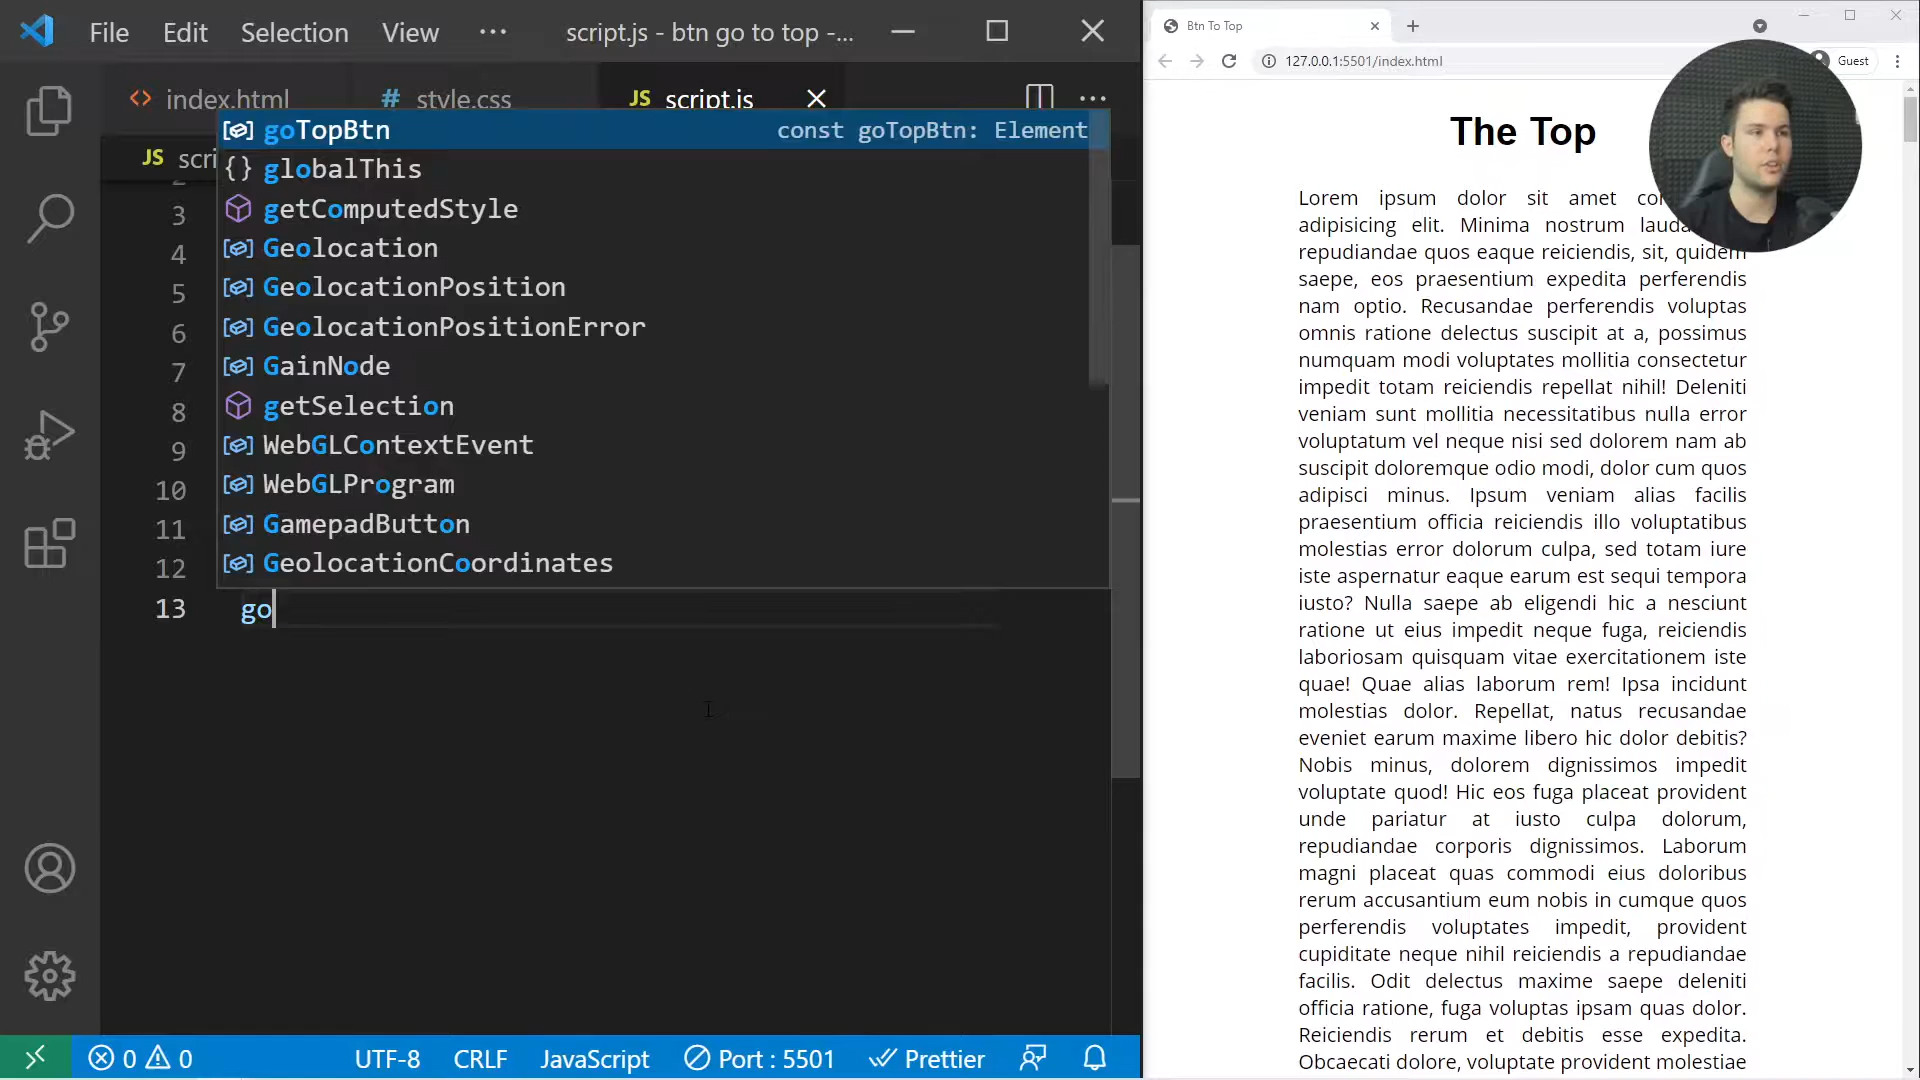 File Edit Selection View ··· script.js - btn go to top -...
index.html
# style.css
JS script.js
JS scri
goTopBtn const goTopBtn: Element
globalThis
getComputedStyle
Geolocation
GeolocationPosition
GeolocationPositionError
GainNode
getSelection
WebGLContextEvent
WebGLProgram
GamepadButton
GeolocationCoordinates
2
3
4
5
6
7
8
9
10
11
12
13 go
0 0 UTF-8 CRLF JavaScript Port : 5501 Prettier
Btn To Top
127.0.0.1:5501/index.html Guest
The Top
Lorem ipsum dolor sit amet
adipisicing elit. Minima nostrum
repudiandae quos eaque reiciendis, sit, quidem
saepe, eos praesentium expedita perferendis
nam optio. Recusandae perferendis voluptas
omnis ratione delectus suscipit at a, possimus
numquam modi voluptates mollitia consectetur
impedit totam reiciendis repellat nihil! Deleniti
veniam sunt mollitia necessitatibus nulla error
voluptatum vel neque nisi sed dolorem nam ab
suscipit doloremque odio modi, dolor cum quos
adipisci minus. Ipsum veniam alias facilis
praesentium officia reiciendis illo voluptatibus
molestias error dolorum culpa, sed totam iure
iste aspernatur eaque earum est sequi tempora
iusto? Nulla saepe ab eligendi hic a nesciunt
ratione ut eius impedit neque fuga, reiciendis
laboriosam quisquam vitae exercitationem iste
quae! Quae alias laborum rem! Ipsa incidunt
molestias dolor. Repellat, natus recusandae
eveniet earum maxime libero hic dolor debitis?
Nobis minus, dolorem dignissimos impedit
voluptate quod! Hic eos fuga placeat provident
unde pariatur at iusto culpa dolorum,
repudiandae corporis dignissimos. Laborum
magni placeat quas commodi eius doloribus
rerum accusantium eum nobis in cumque quos
perferendis voluptates impedit, provident
cupiditate neque nihil reiciendis a repudiandae
facilis. Odit delectus maxime saepe deleniti
officia ratione, fuga voluptas ipsam quas dolor.
Reiciendis rerum et debitis esse expedita.
Obcaecati dolore, voluptate provident molestiae